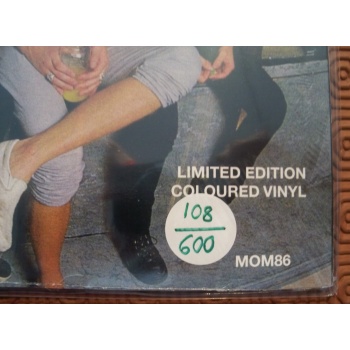 LIMITED EDITION
COLOURED VINYL
108
600
MOM86